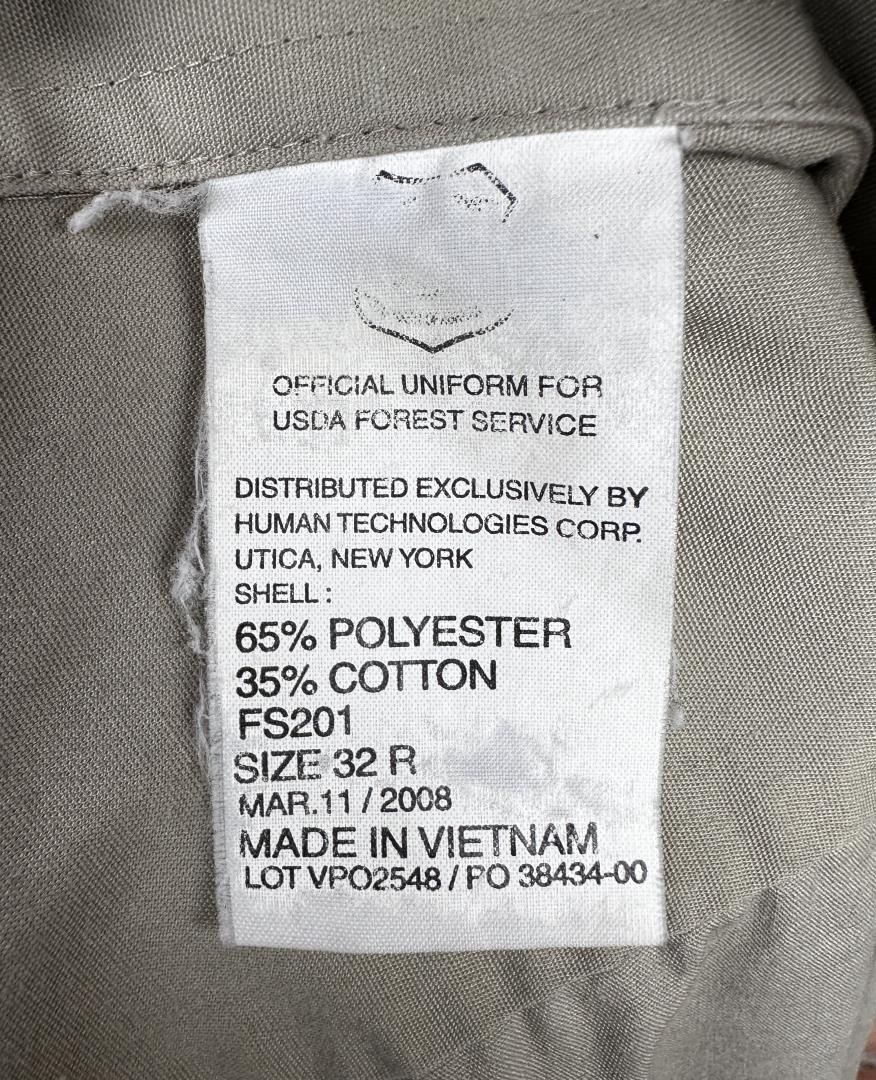 OFFICIAL UNIFORM FOR
USDA FOREST SERVICE
DISTRIBUTED EXCLUSIVELY BY
HUMAN TECHNOLOGIES CORP.
UTICA, NEW YORK
SHELL :
65% POLYESTER
35% COTTON
FS201
SIZE 32 R
MAR.11 / 2008
MADE IN VIETNAM
LOT VPO2548 / PO 38434-00